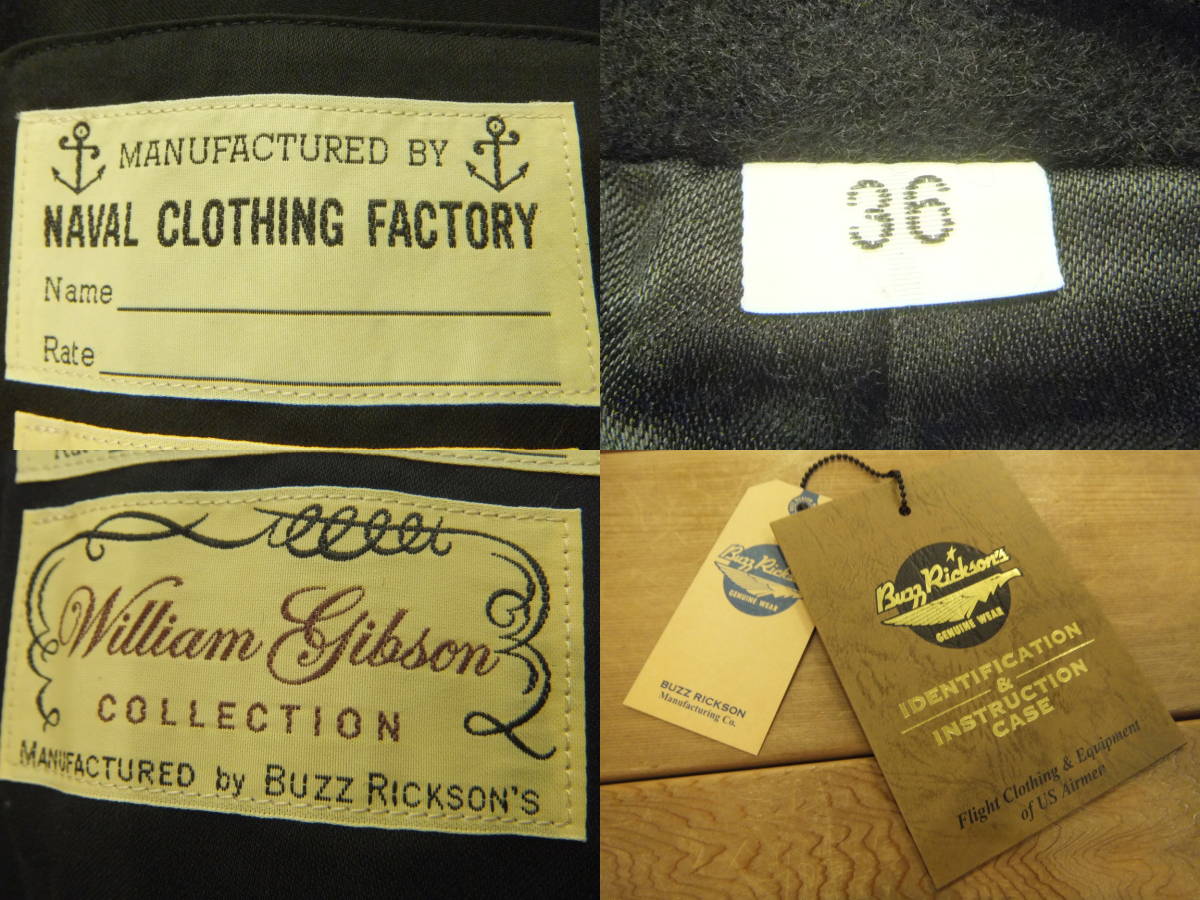 MANUFACTURED BY
NAVAL CLOTHING FACTORY
Name
Rate
36
William Gibson
COLLECTION
MANUFACTURED by BUZZ RICKSON'S
Buzz Ricks
GENUINE WEAR
BUZZ RICKSON
Manufacturing Co.
Buzz Rickson's
GENUINE WEAR
IDENTIFICATION
&
INSTRUCTION
CASE
Flight Clothing & Equipment
of US Airmen